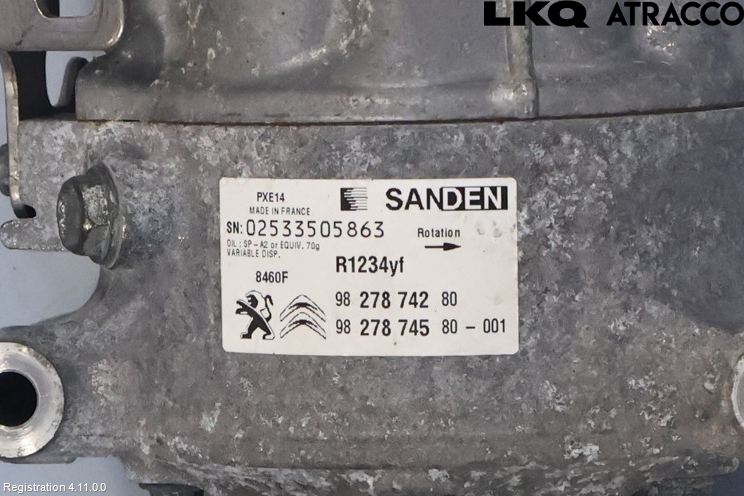 LKQ ATRACCO
PXE14
MADE IN FRANCE
SANDEN
SN: 02533505863
OIL : SP-A2 or EQUIV. 70g
VARIABLE DISP.
Rotation
8460F
R1234yf
98 278 742 80
98 278 745 80 - 001
Registration 4.11.0.0